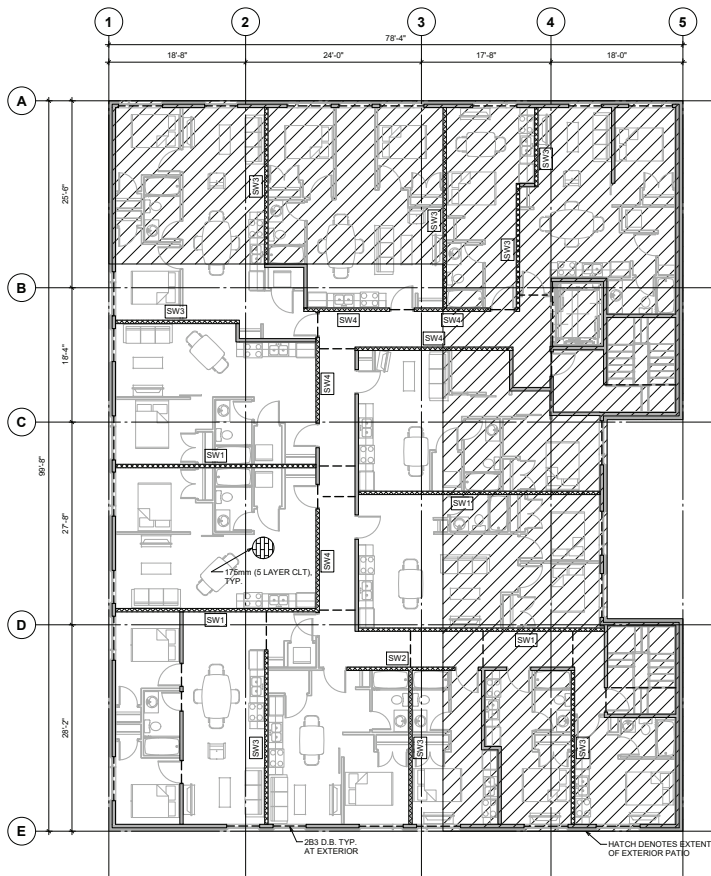 1
2
3
4
5
78'-4"
18'-8"
24'-0"
17'-8"
18'-0"
A
SW3
SW3
SW3
SW3
25'-6"
B
SW3
SW4
SW4
SW4
18'-4"
SW4
C
99'-8"
SW1
SW1
27'-8"
SW4
175mm (5 LAYER CLT),
TYP.
D
SW1
SW1
SW2
28'-2"
SW3
SW3
SW3
E
2B3 D.B. TYP.
AT EXTERIOR
HATCH DENOTES EXTENT
OF EXTERIOR PATIO